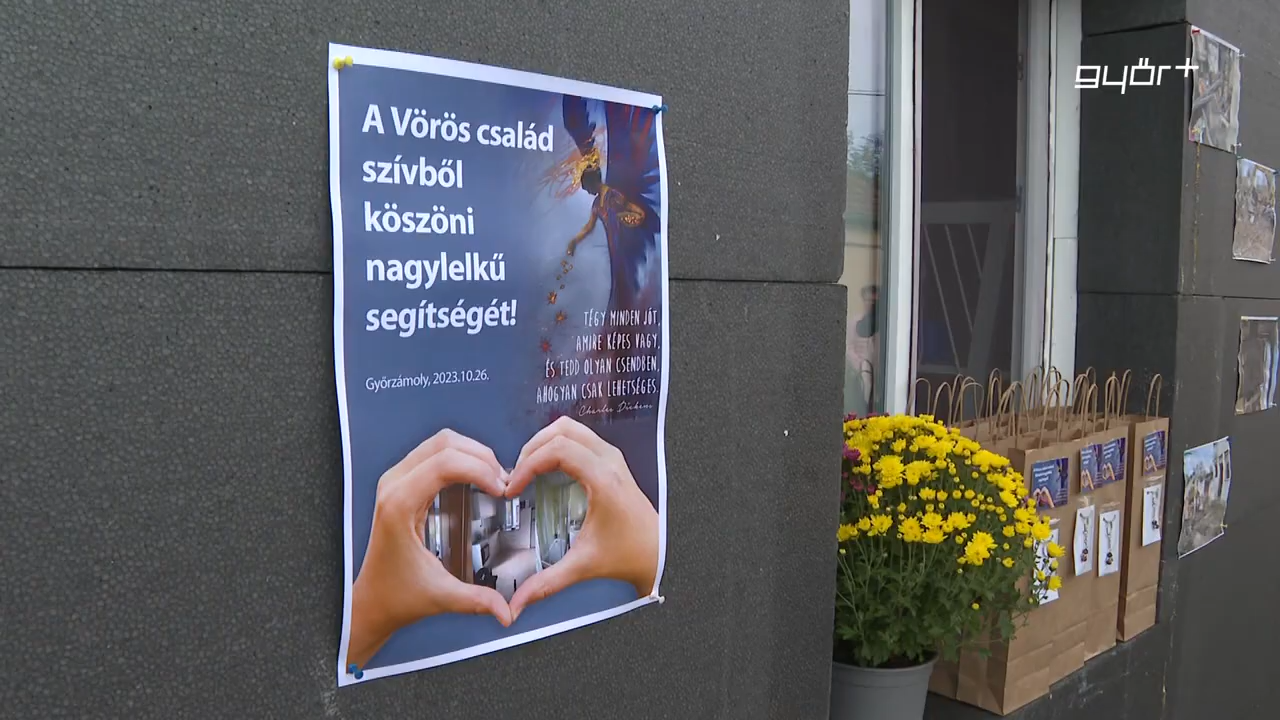 A Vörös család
szívből
köszöni
nagylelkű
segítségét!
Győrzámoly, 2023.10.26.
TÉGY MINDEN JÓT,
AMIRE KÉPES VAGY,
ÉS TEDD OLYAN CSENDBEN,
AHOGYAN CSAK LEHETSÉGES.
Charles Dickens
győr+